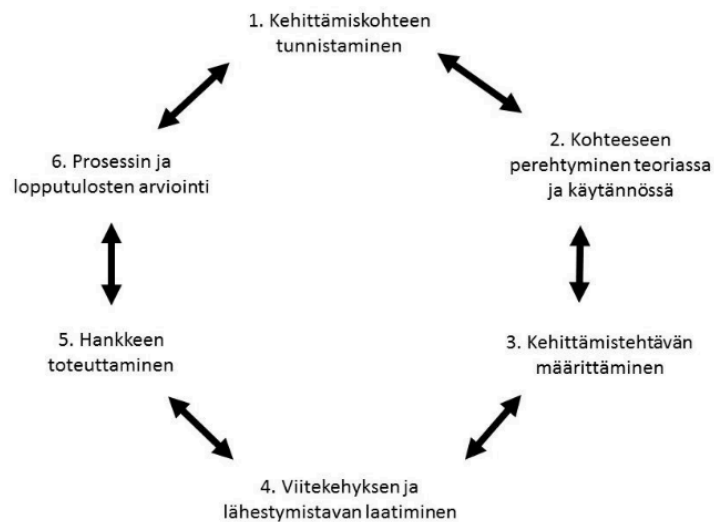 1. Kehittämiskohteen
tunnistaminen
2. Kohteeseen
perehtyminen teoriassa
ja käytännössä
3. Kehittämistehtävän
määrittäminen
4. Viitekehyksen ja
lähestymistavan laatiminen
5. Hankkeen
toteuttaminen
6. Prosessin ja
lopputulosten arviointi